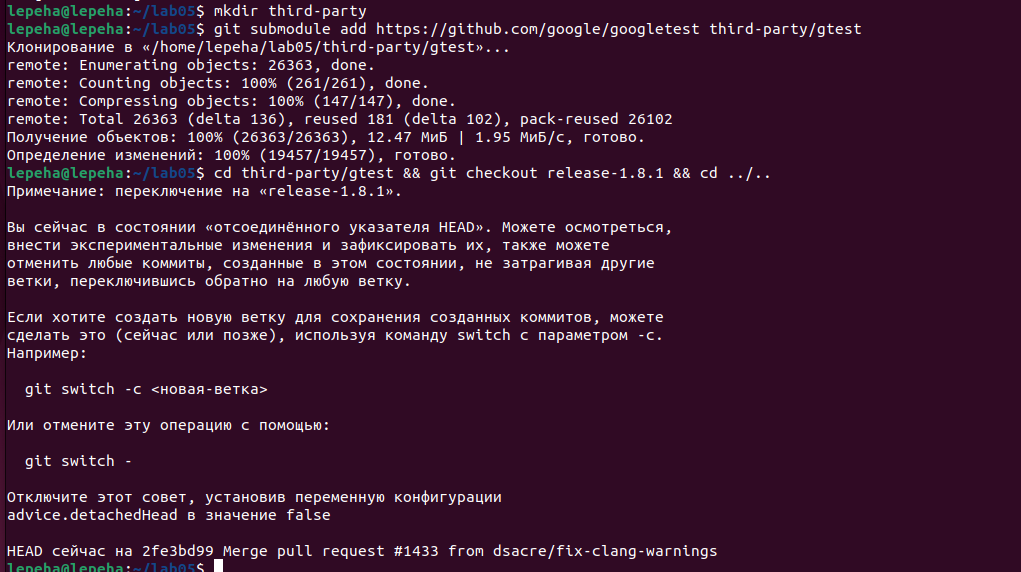 lepeha@lepeha:~/lab05$ mkdir third-party
lepeha@lepeha:~/lab05$ git submodule add https://github.com/google/googletest third-party/gtest
Клонирование в «/home/lepeha/lab05/third-party/gtest»...
remote: Enumerating objects: 26363, done.
remote: Counting objects: 100% (261/261), done.
remote: Compressing objects: 100% (147/147), done.
remote: Total 26363 (delta 136), reused 181 (delta 102), pack-reused 26102
Получение объектов: 100% (26363/26363), 12.47 МиБ | 1.95 МиБ/с, готово.
Определение изменений: 100% (19457/19457), готово.
lepeha@lepeha:~/lab05$ cd third-party/gtest && git checkout release-1.8.1 && cd ../..
Примечание: переключение на «release-1.8.1».
Вы сейчас в состоянии «отсоединённого указателя HEAD». Можете осмотреться,
внести экспериментальные изменения и зафиксировать их, также можете
отменить любые коммиты, созданные в этом состоянии, не затрагивая другие
ветки, переключившись обратно на любую ветку.
Если хотите создать новую ветку для сохранения созданных коммитов, можете
сделать это (сейчас или позже), используя команду switch с параметром -c.
Например:
git switch -c <новая-ветка>
Или отмените эту операцию с помощью:
git switch -
Отключите этот совет, установив переменную конфигурации
advice.detachedHead в значение false
HEAD сейчас на 2fe3bd99 Merge pull request #1433 from dsacre/fix-clang-warnings
lepeha@lepeha:~/lab05$